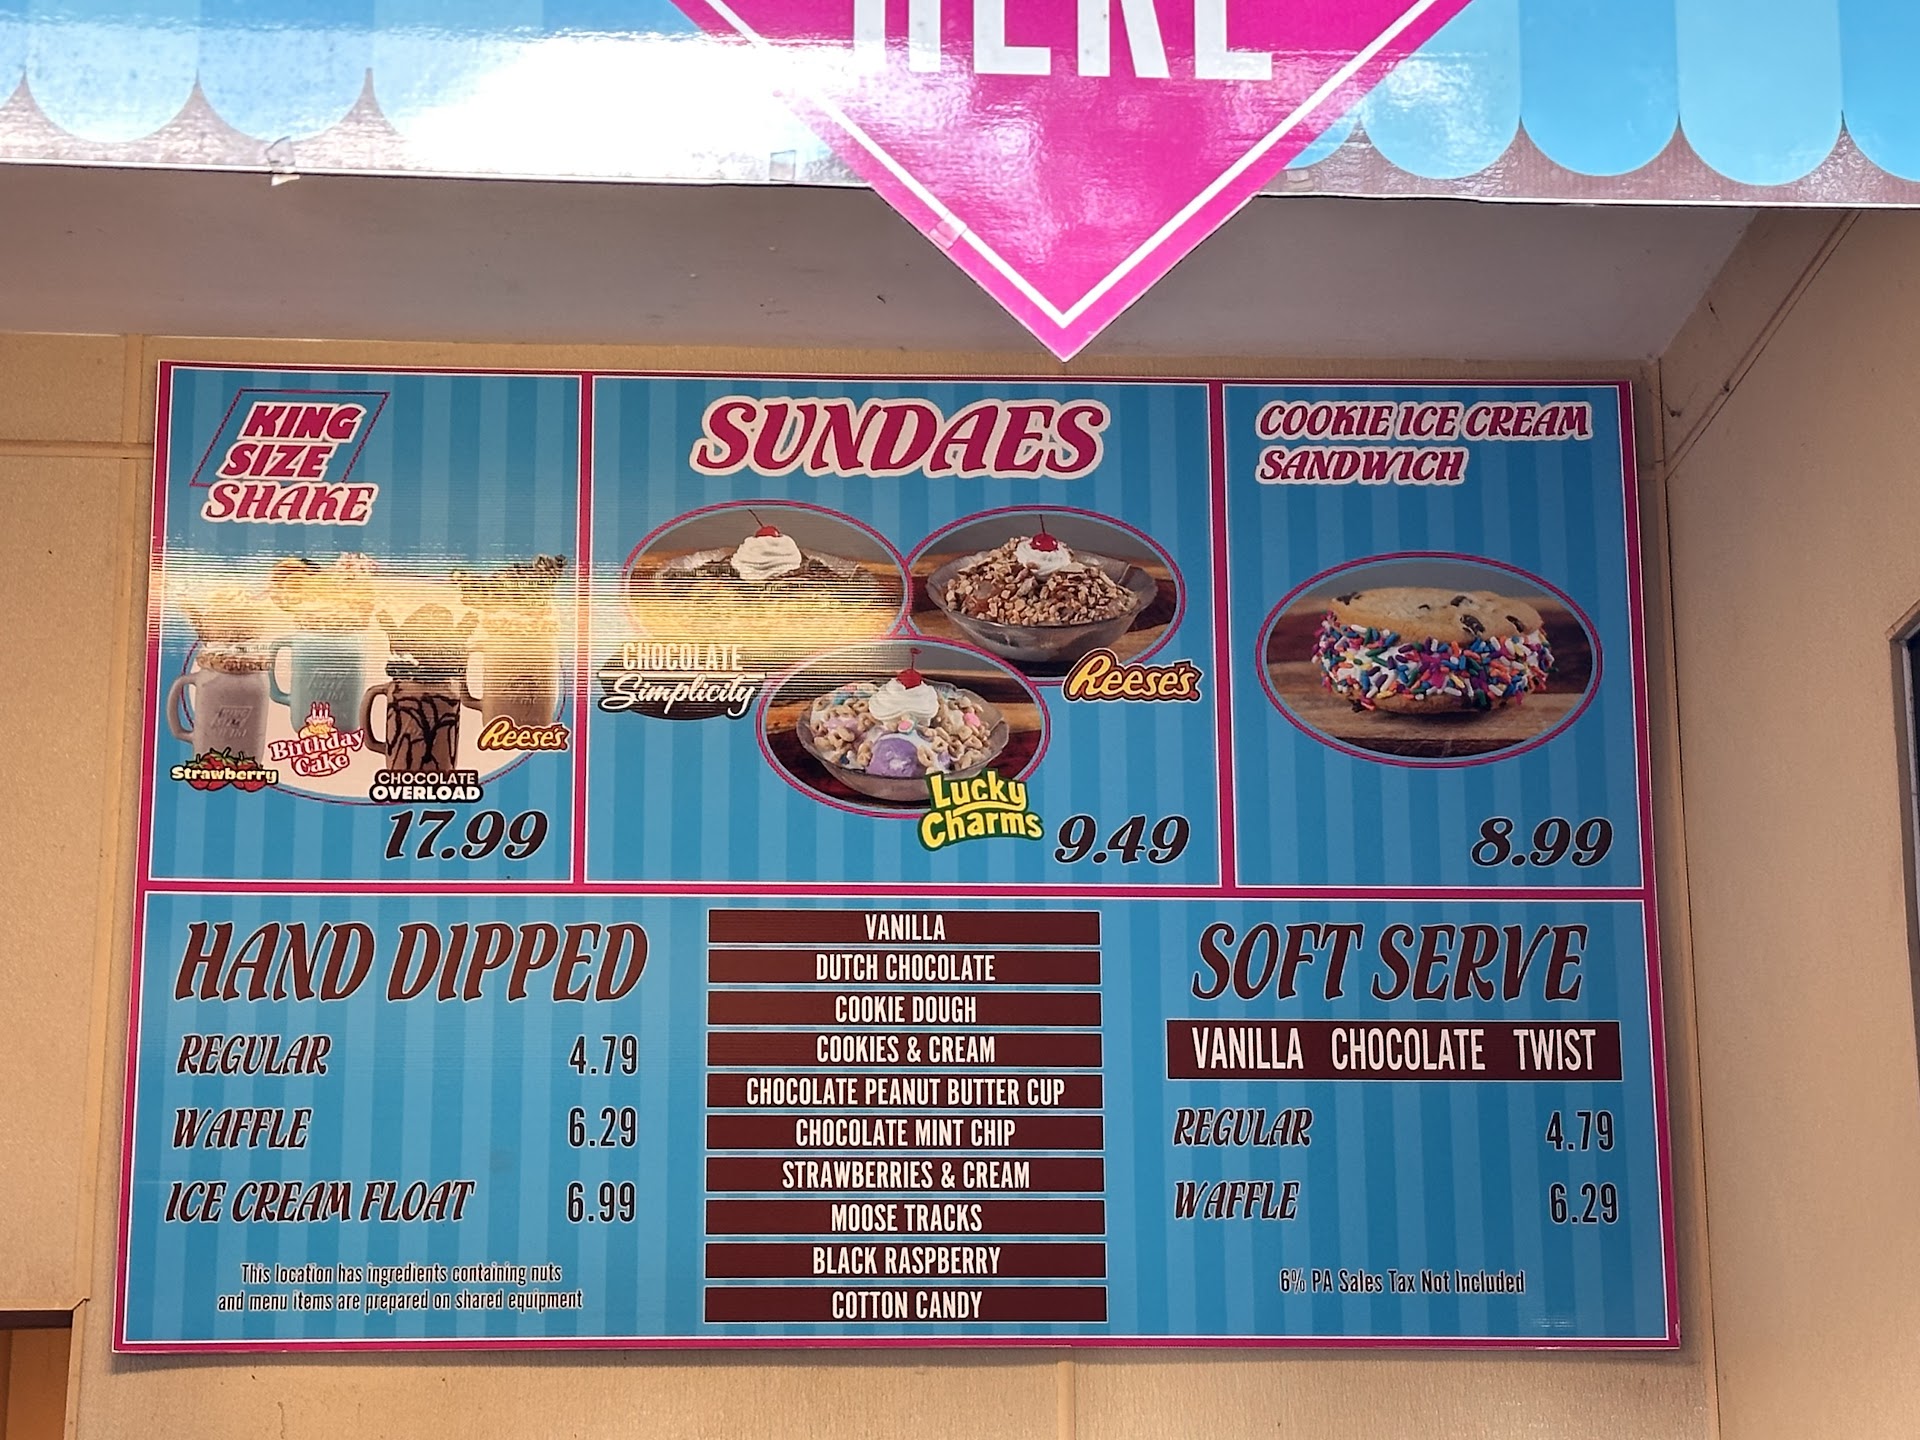 HERE
KING
SIZE
SHAKE
Strawberry
Birthday
Cake
CHOCOLATE
OVERLOAD
Reese's
17.99
SUNDAES
CHOCOLATE
Simplicity
Reese's
Lucky
Charms
9.49
COOKIE ICE CREAM
SANDWICH
8.99
HAND DIPPED
REGULAR 4.79
WAFFLE 6.29
ICE CREAM FLOAT 6.99
This location has ingredients containing nuts
and menu items are prepared on shared equipment
VANILLA
DUTCH CHOCOLATE
COOKIE DOUGH
COOKIES & CREAM
CHOCOLATE PEANUT BUTTER CUP
CHOCOLATE MINT CHIP
STRAWBERRIES & CREAM
MOOSE TRACKS
BLACK RASPBERRY
COTTON CANDY
SOFT SERVE
VANILLA CHOCOLATE TWIST
REGULAR 4.79
WAFFLE 6.29
6% PA Sales Tax Not Included